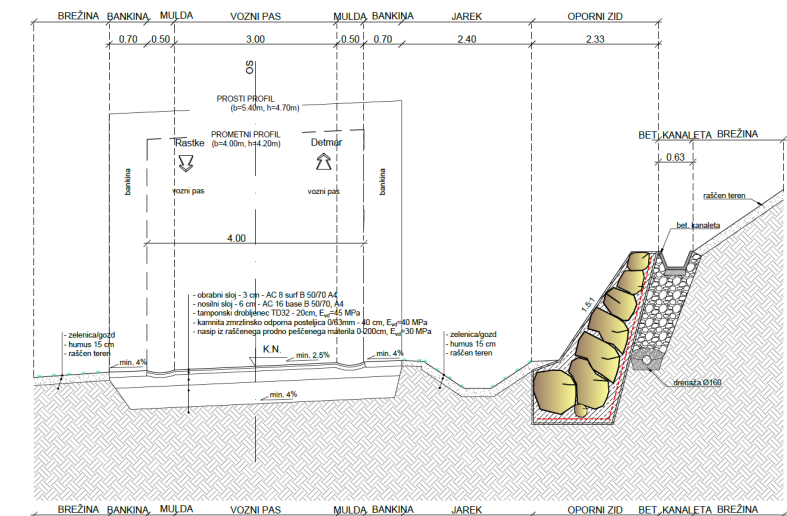 BREŽINA BANKINA MULDA VOZNI PAS MULDA BANKINA JAREK OPORNI ZID
0.70 0.50 3.00 0.50 0.70 2.40 2.33
OS
PROSTI PROFIL
(b=5.40m, h=4.70m)
PROMETNI PROFIL
(b=4.00m, h=4.20m)
Rastke Detmar
BET. KANALETA BREŽINA
0.63
bankina vozni pas vozni pas bankina
raščen teren
bet. kanaleta
4.00
- obrabni sloj - 3 cm - AC 8 surf B 50/70 A4
- nosilni sloj - 6 cm - AC 16 base B 50/70, A4
- tamponski drobljenec TD32 - 20cm, Evd=45 MPa
- kamnita zmrzlinsko odporna posteljica 0/63mm - 40 cm, Evd=40 MPa
- nasip iz raščenega prodno peščenega materila 0-200cm, Evd=30 MPa
1.5:1
- zelenica/gozd
- humus 15 cm
- raščen teren
- zelenica/gozd
- humus 15 cm
- raščen teren
K.N.
min. 4% min. 2.5% min. 4%
min. 4%
drenaža Ø160
BREŽINA BANKINA MULDA VOZNI PAS MULDA BANKINA JAREK OPORNI ZID BET. KANALETA BREŽINA